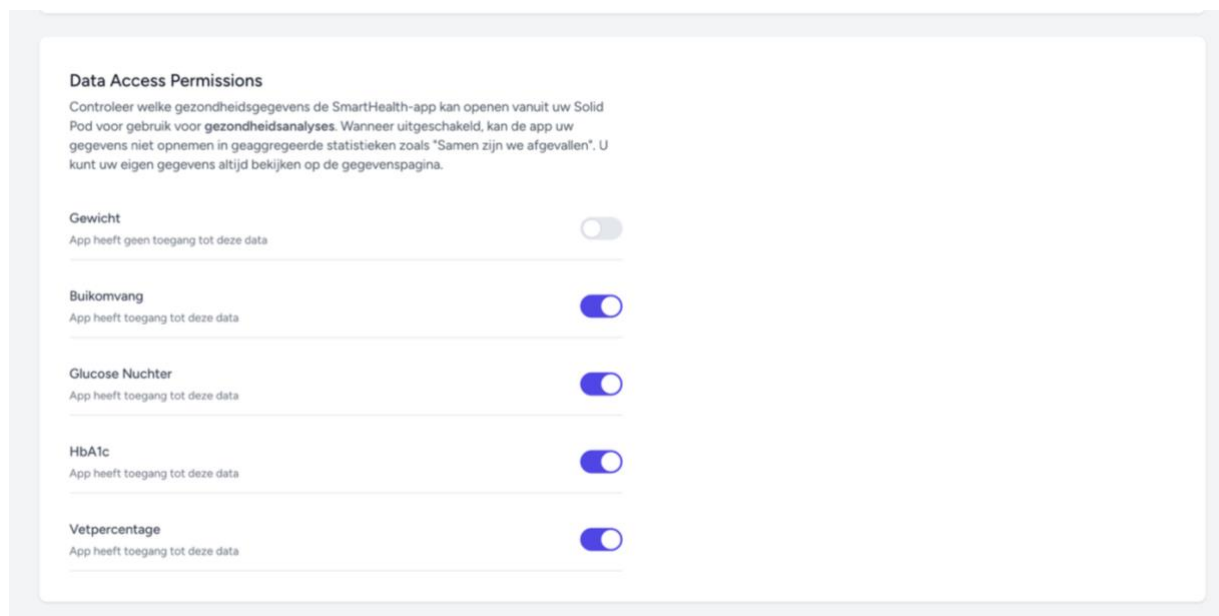 Data Access Permissions
Controleer welke gezondheidsgegevens de SmartHealth-app kan openen vanuit uw Solid
Pod voor gebruik voor gezondheidsanalyses. Wanneer uitgeschakeld, kan de app uw
gegevens niet opnemen in geaggregeerde statistieken zoals "Samen zijn we afgevallen". U
kunt uw eigen gegevens altijd bekijken op de gegevenspagina.
Gewicht
App heeft geen toegang tot deze data
Buikomvang
App heeft toegang tot deze data
Glucose Nuchter
App heeft toegang tot deze data
HbA1c
App heeft toegang tot deze data
Vetpercentage
App heeft toegang tot deze data